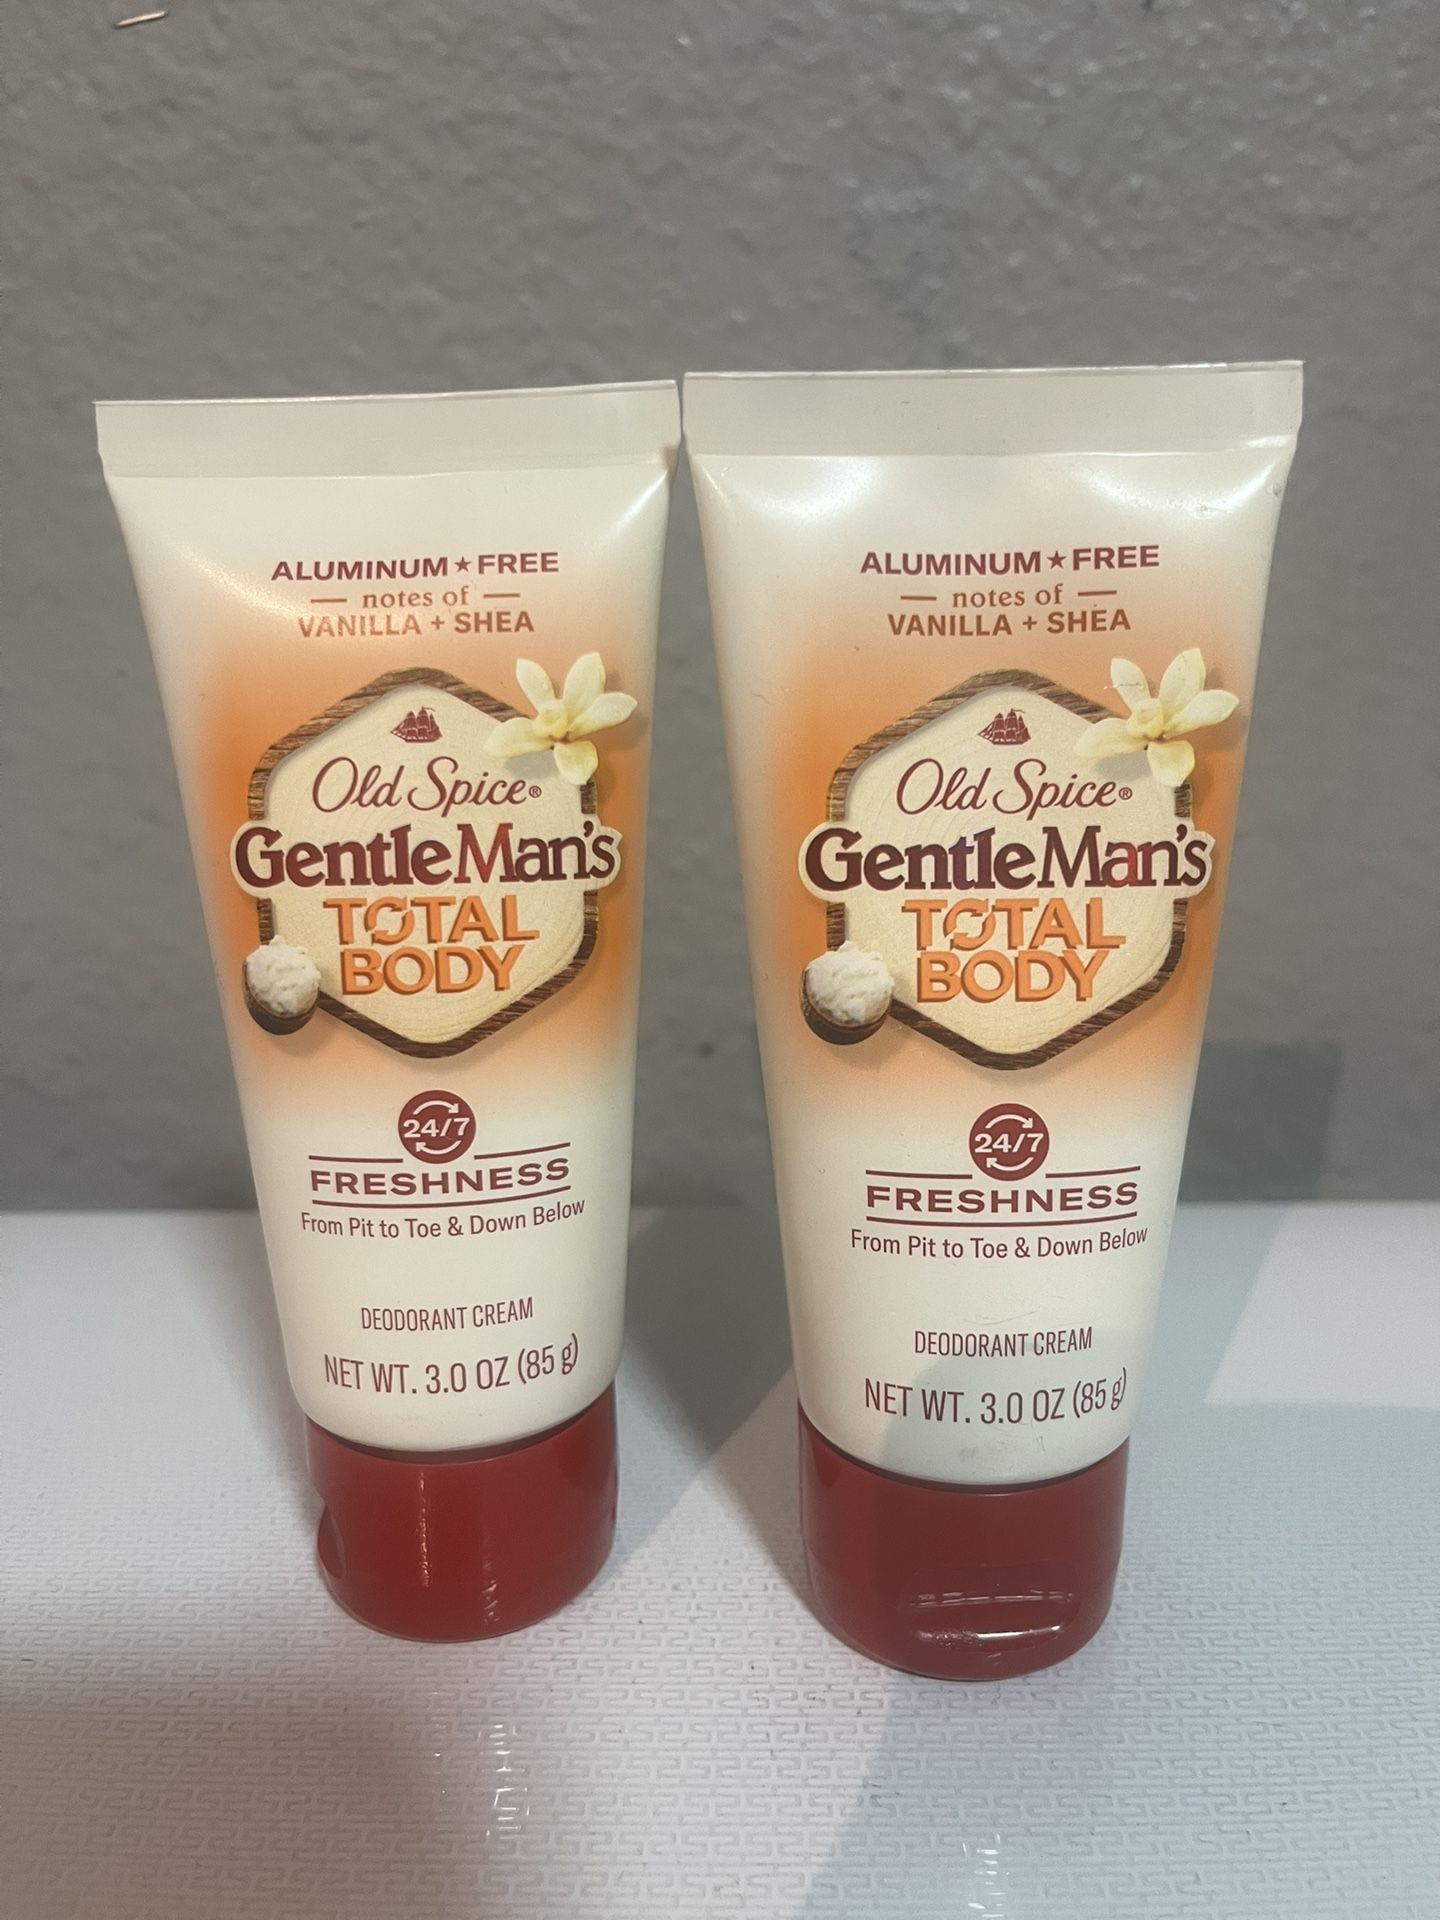 ALUMINUM★FREE
— notes of —
VANILLA + SHEA
Old Spice®
GentleMan's
TOTAL
BODY
24/7
FRESHNESS
From Pit to Toe & Down Below
DEODORANT CREAM
NET WT. 3.0 OZ (85 g)
ALUMINUM★FREE
— notes of —
VANILLA + SHEA
Old Spice®
GentleMan's
TOTAL
BODY
24/7
FRESHNESS
From Pit to Toe & Down Below
DEODORANT CREAM
NET WT. 3.0 OZ (85 g)